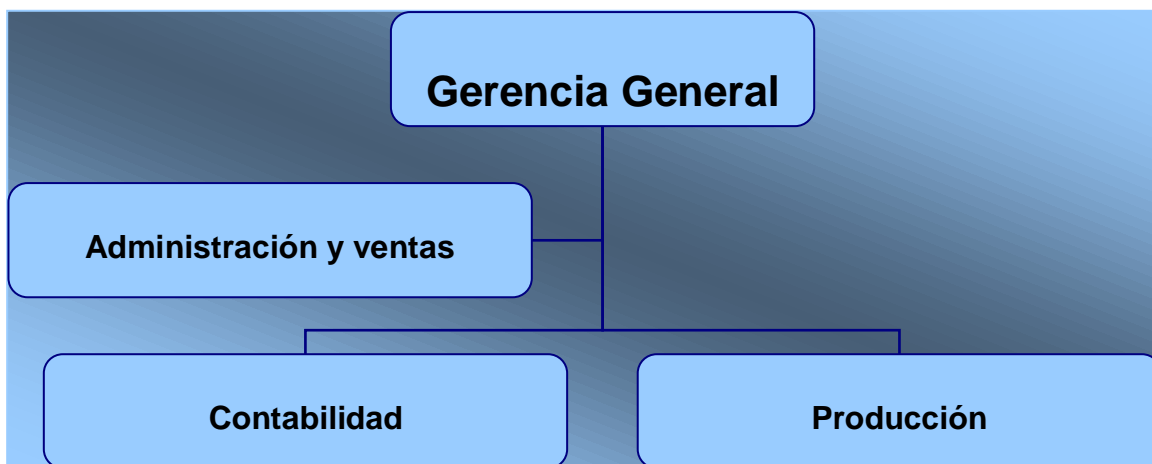 Gerencia General
Administración y ventas
Contabilidad
Producción